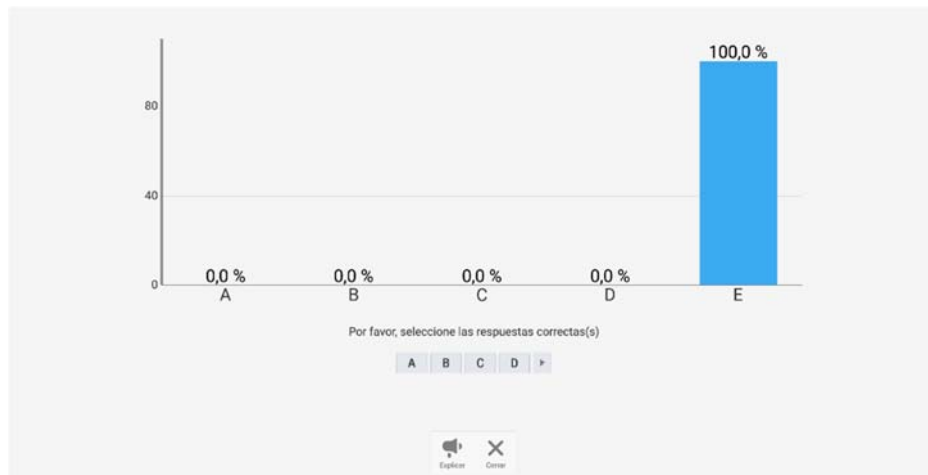 100,0 %
80
40
0
0,0 % 0,0 % 0,0 % 0,0 %
A B C D E
Por favor, seleccione las respuestas correctas(s)
A B C D
Explicar Cerrar